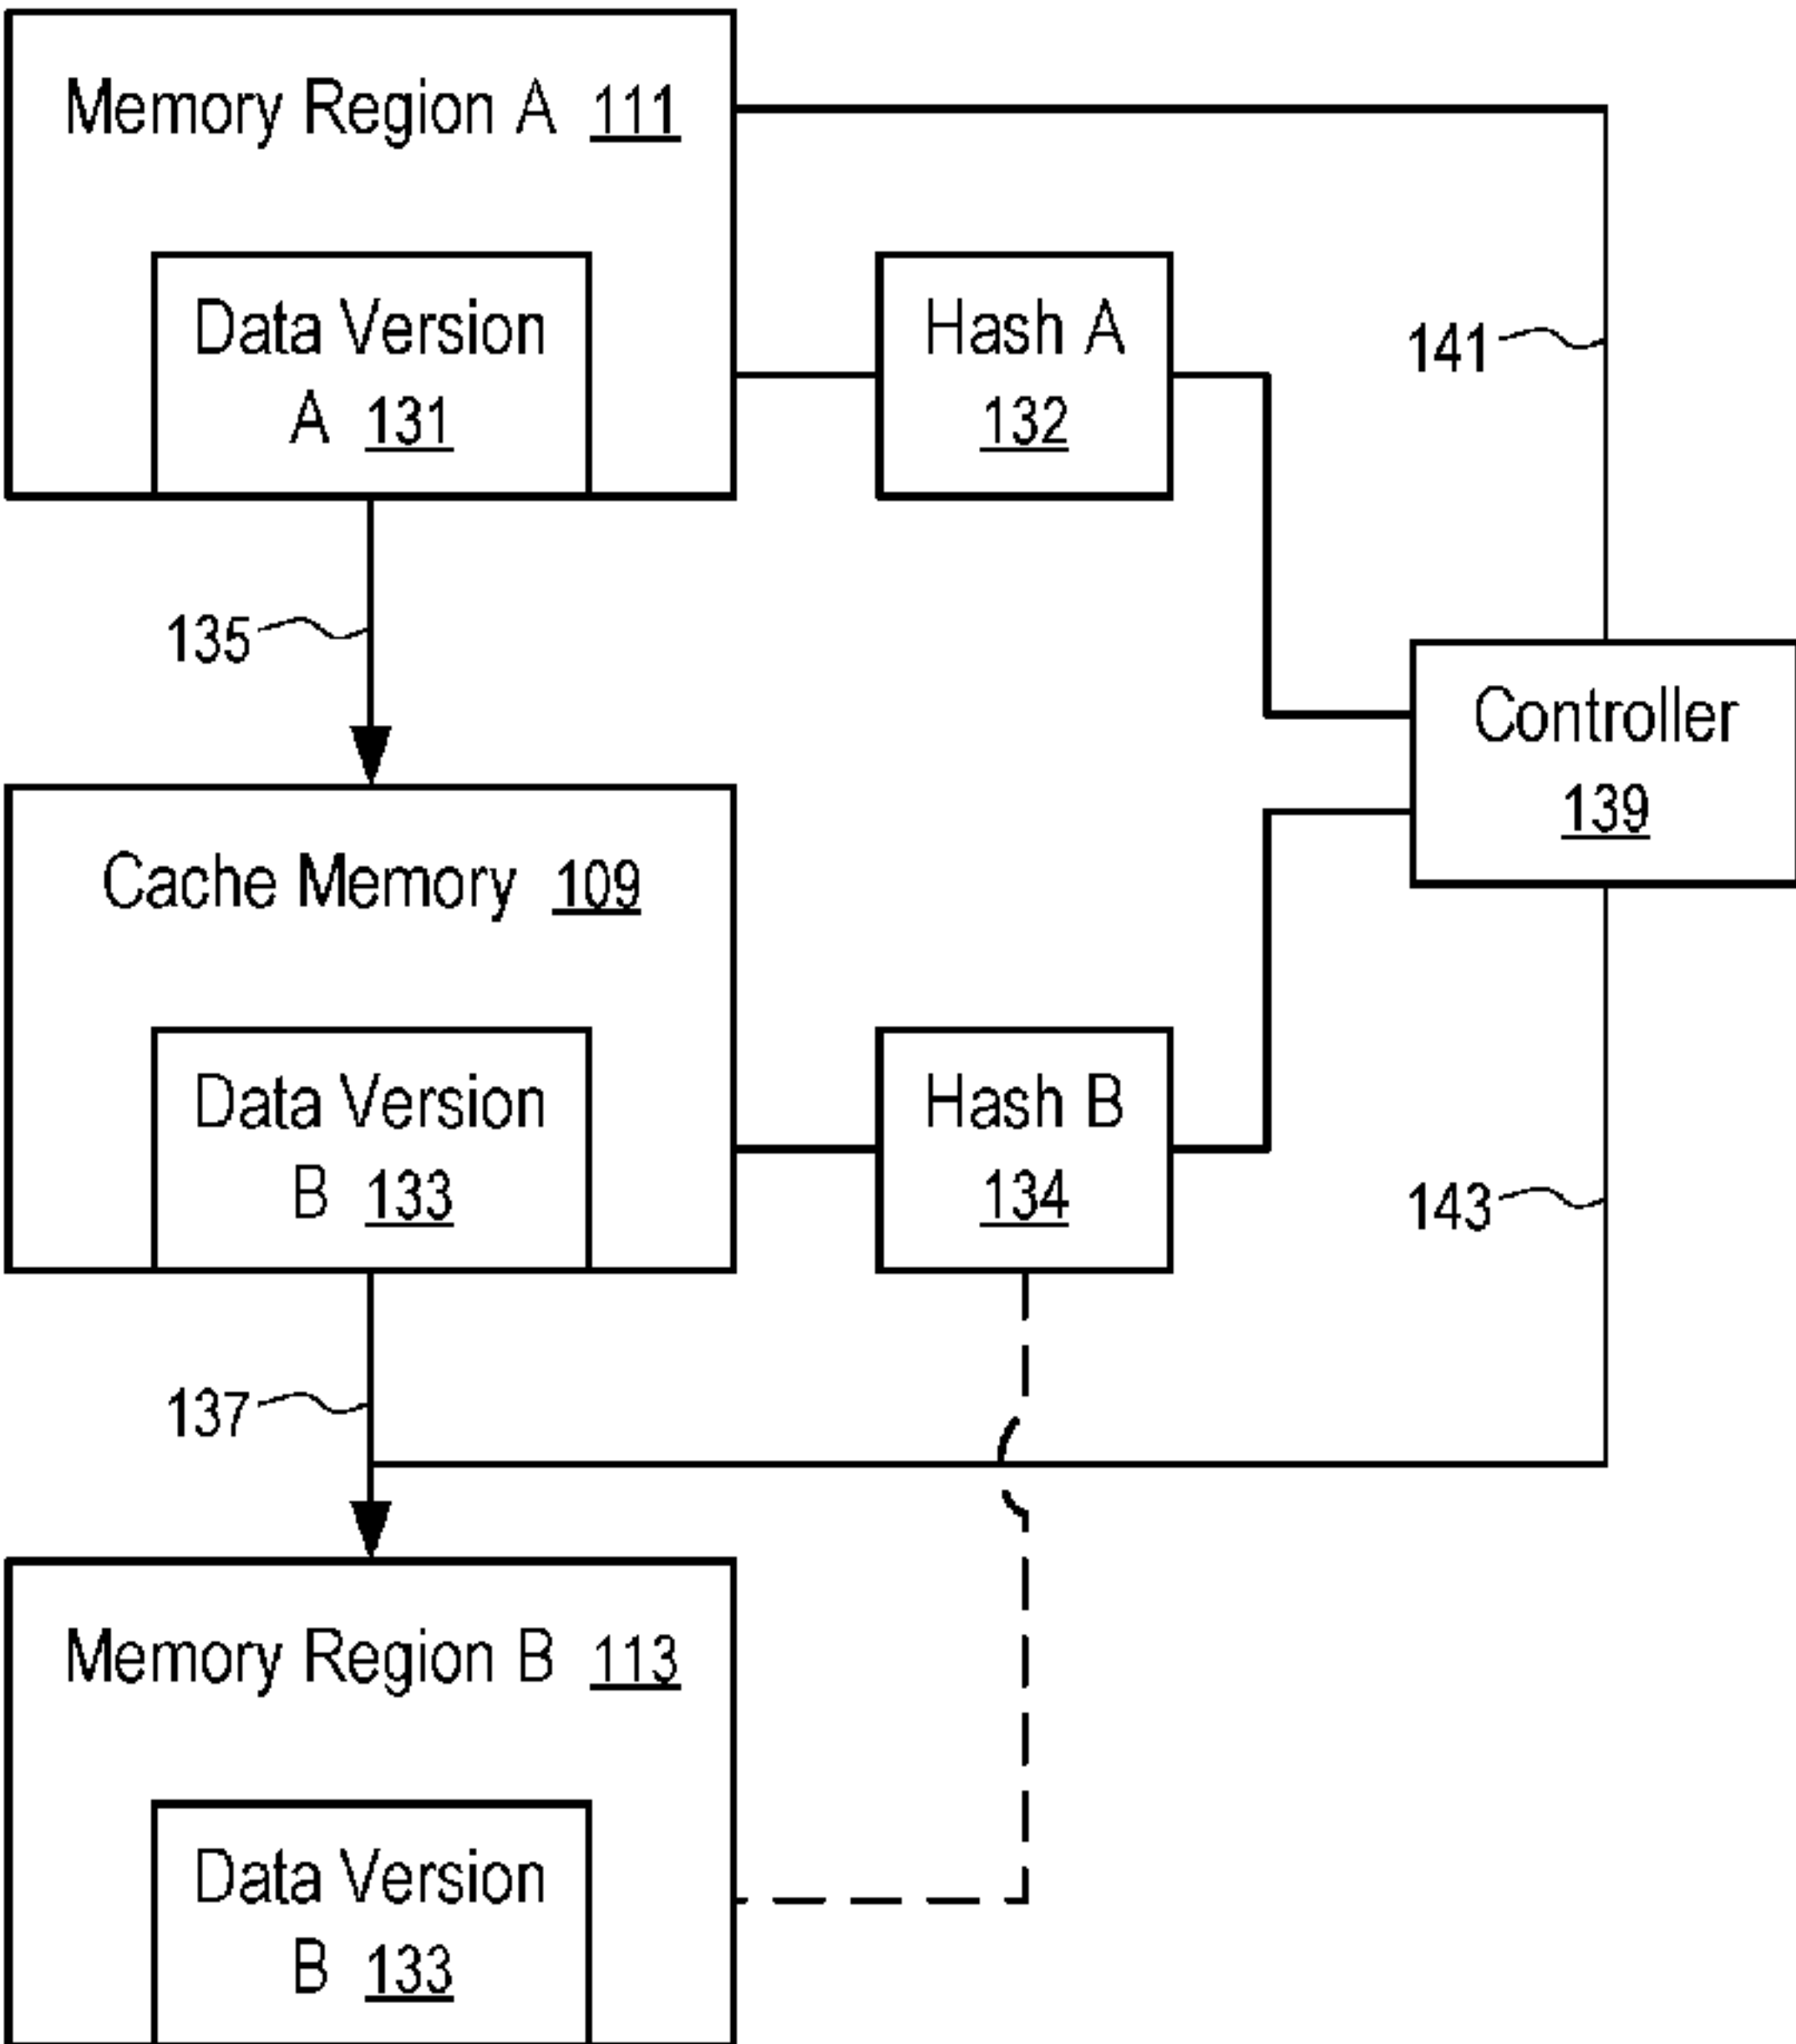 Memory Region A 111
Data Version
A 131
Hash A
132
141
135
Controller
139
Cache Memory 109
Data Version
B 133
Hash B
134
143
137
Memory Region B 113
Data Version
B 133